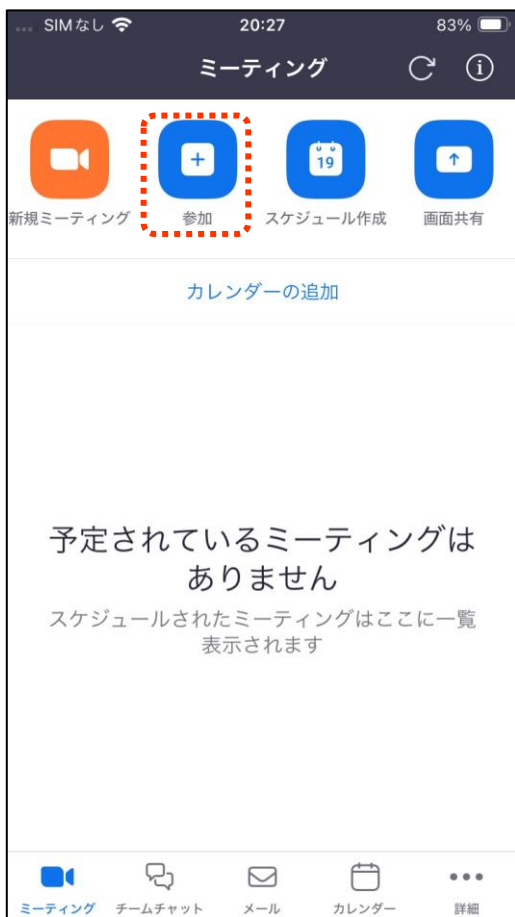 SIMなし 20:27 83%
ミーティング
19
新規ミーティング 参加 スケジュール作成 画面共有
カレンダーの追加
予定されているミーティングは
ありません
スケジュールされたミーティングはここに一覧
表示されます
ミーティング チームチャット メール カレンダー 詳細